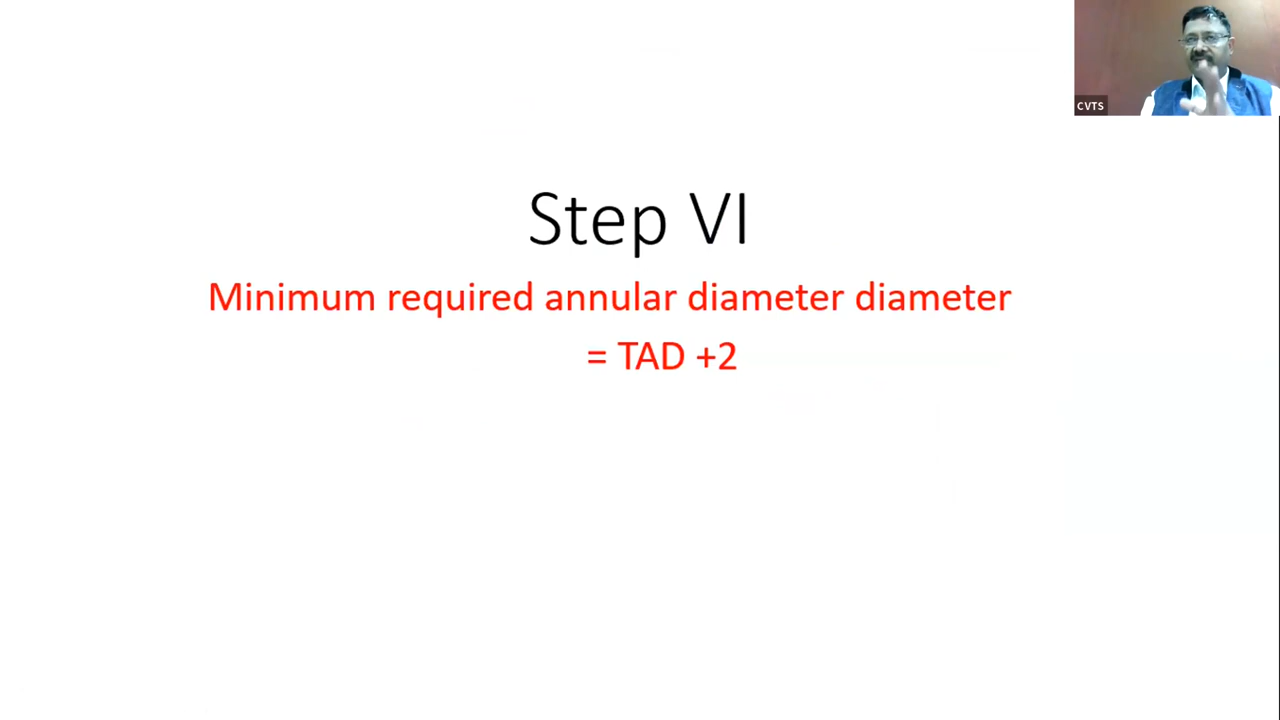 CVTS
Step VI
Minimum required annular diameter diameter
= TAD +2